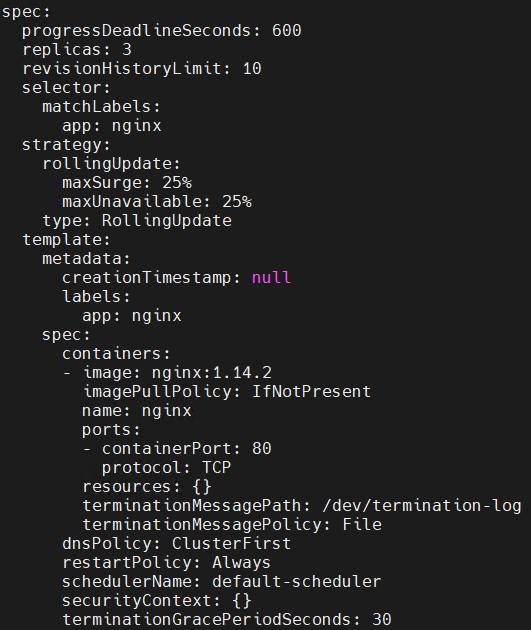 spec:
  progressDeadlineSeconds: 600
  replicas: 3
  revisionHistoryLimit: 10
  selector:
    matchLabels:
      app: nginx
  strategy:
    rollingUpdate:
      maxSurge: 25%
      maxUnavailable: 25%
    type: RollingUpdate
  template:
    metadata:
      creationTimestamp: null
      labels:
        app: nginx
    spec:
      containers:
      - image: nginx:1.14.2
        imagePullPolicy: IfNotPresent
        name: nginx
        ports:
        - containerPort: 80
          protocol: TCP
        resources: {}
        terminationMessagePath: /dev/termination-log
        terminationMessagePolicy: File
      dnsPolicy: ClusterFirst
      restartPolicy: Always
      schedulerName: default-scheduler
      securityContext: {}
      terminationGracePeriodSeconds: 30